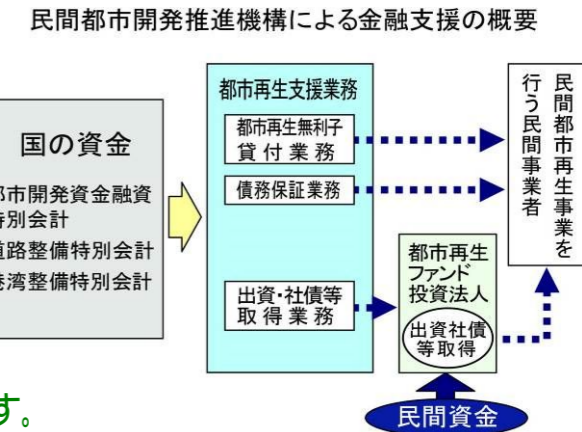 民間都市開発推進機構による金融支援の概要
国の資金
都市開発資金融資
特別会計
道路整備特別会計
港湾整備特別会計
都市再生支援業務
都市再生無利子
貸付業務
債務保証業務
出資・社債等
取得業務
都市再生
ファンド
投資法人
出資社債
等取得
民間資金
民間都市再生事業を
行う民間事業者
す。